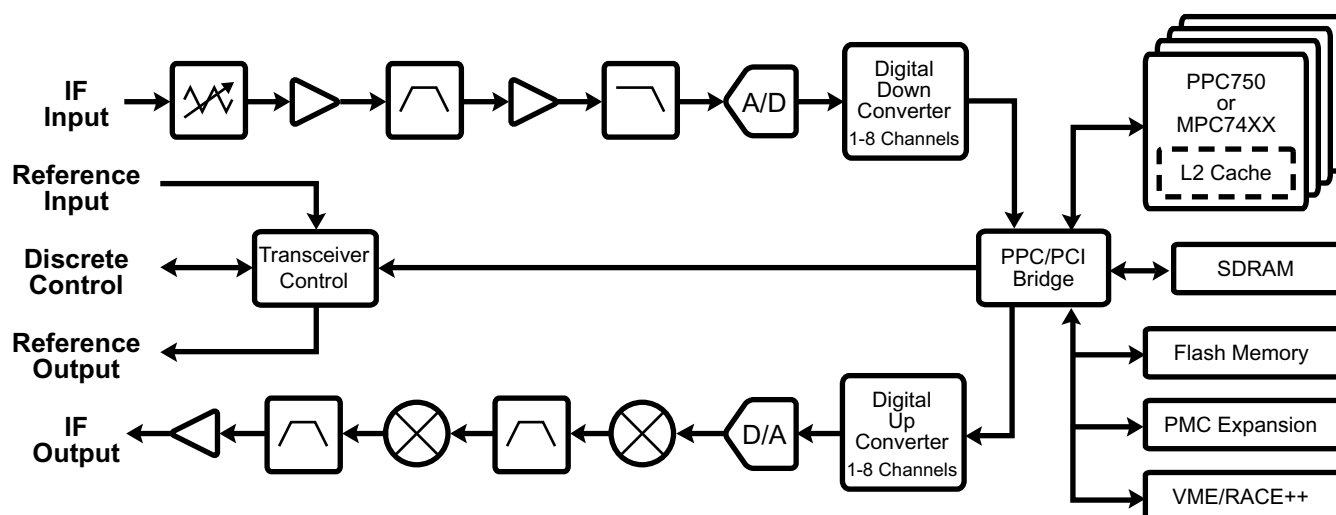 IF
Input
A/D
Digital
Down
Converter
1-8 Channels
PPC750
or
MPC74XX
L2 Cache
Reference
Input
Discrete
Control
Transceiver
Control
PPC/PCI
Bridge
SDRAM
Reference
Output
Flash Memory
IF
Output
D/A
Digital
Up
Converter
1-8 Channels
PMC Expansion
VME/RACE++